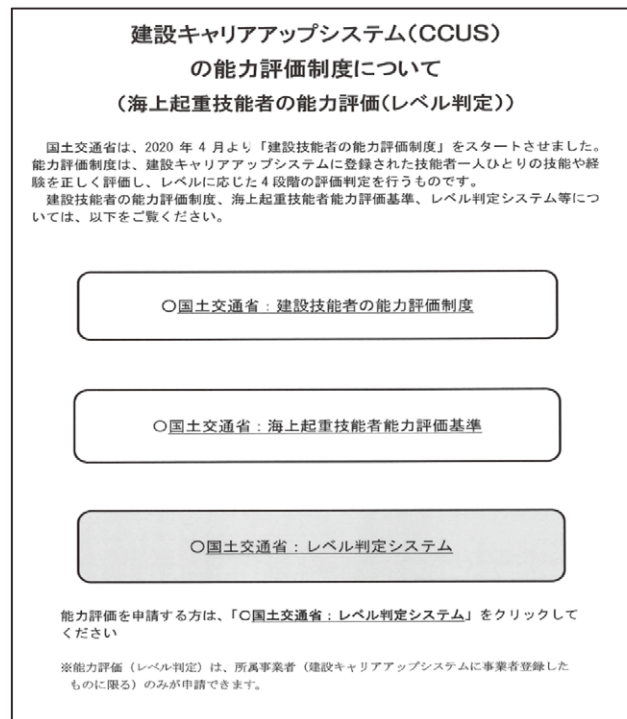 建設キャリアアップシステム(CCUS)
の能力評価制度について
(海上起重技能者の能力評価(レベル判定))
国土交通省は、2020 年 4 月より「建設技能者の能力評価制度」をスタートさせました。
能力評価制度は、建設キャリアアップシステムに登録された技能者一人ひとりの技能や経
験を正しく評価し、レベルに応じた 4 段階の評価判定を行うものです。
建設技能者の能力評価制度、海上起重技能者能力評価基準、レベル判定システム等につ
いては、以下をご覧ください。
〇国土交通省：建設技能者の能力評価制度
〇国土交通省：海上起重技能者能力評価基準
〇国土交通省：レベル判定システム
能力評価を申請する方は、「〇国土交通省：レベル判定システム」をクリックして
ください
※能力評価（レベル判定）は、所属事業者（建設キャリアアップシステムに事業者登録した
ものに限る）のみが申請できます。